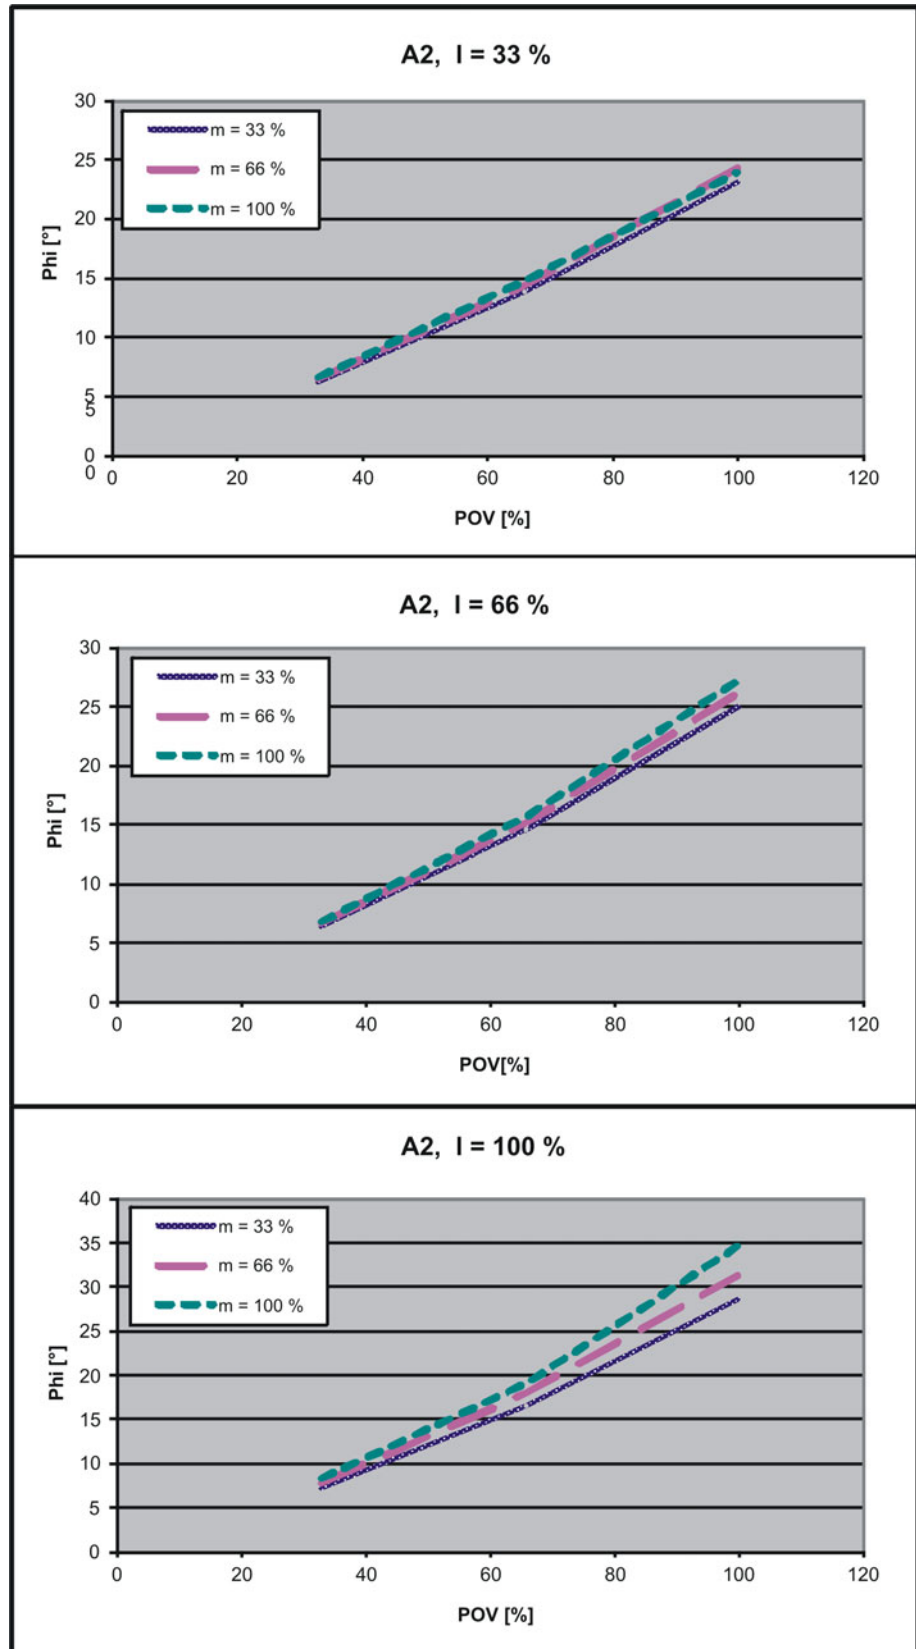 A2, l = 33 %
30
m = 33 %
25
m = 66 %
20
m = 100 %
Phi [°]
15
10
5
5
0
0
0 20 40 60 80 100 120
POV [%]
A2, l = 66 %
30
m = 33 %
25
m = 66 %
20
m = 100 %
Phi [°]
15
10
5
0
0 20 40 60 80 100 120
POV[%]
A2, l = 100 %
40
m = 33 %
35
m = 66 %
30
m = 100 %
25
Phi [°]
20
15
10
5
0
0 20 40 60 80 100 120
POV [%]